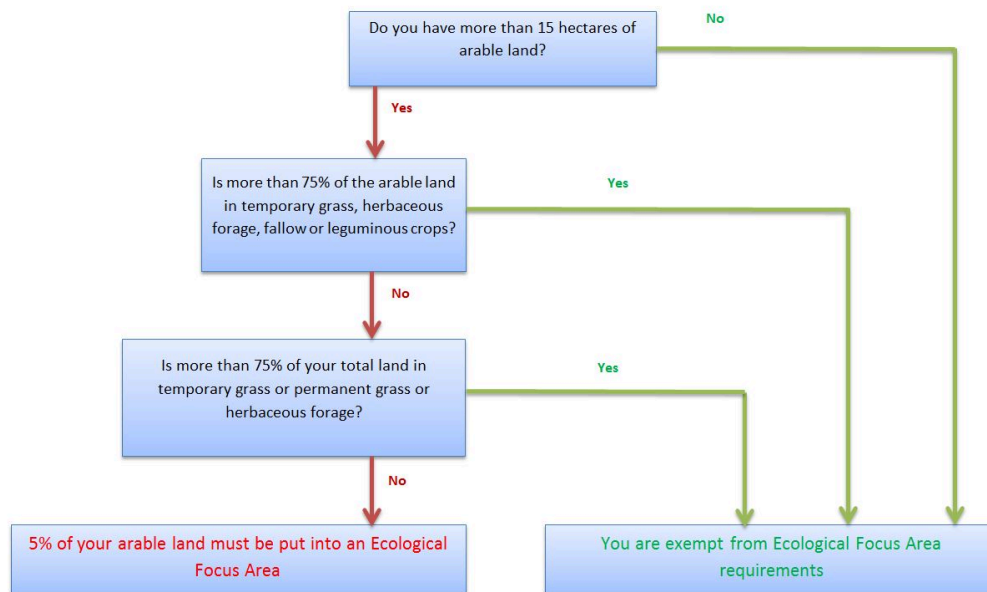 Do you have more than 15 hectares of
arable land?
No
Yes
Is more than 75% of the arable land
in temporary grass, herbaceous
forage, fallow or leguminous crops?
Yes
No
Is more than 75% of your total land in
temporary grass or permanent grass or
herbaceous forage?
Yes
No
5% of your arable land must be put into an Ecological
Focus Area
You are exempt from Ecological Focus Area
requirements